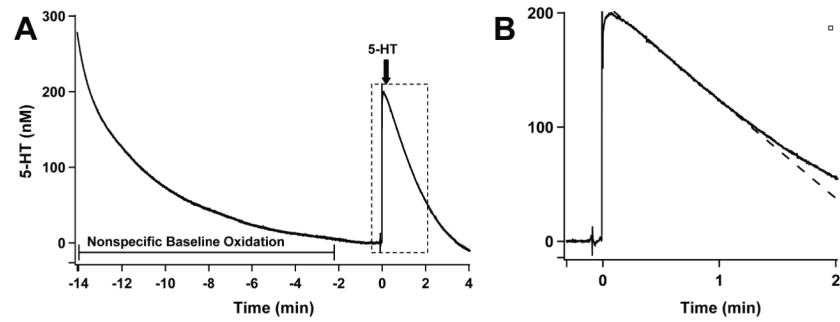 A
300
200
100
0
5-HT (nM)
5-HT
Nonspecific Baseline Oxidation
-14 -12 -10 -8 -6 -4 -2 0 2 4
Time (min)
B
200
100
0
0 1 2
Time (min)